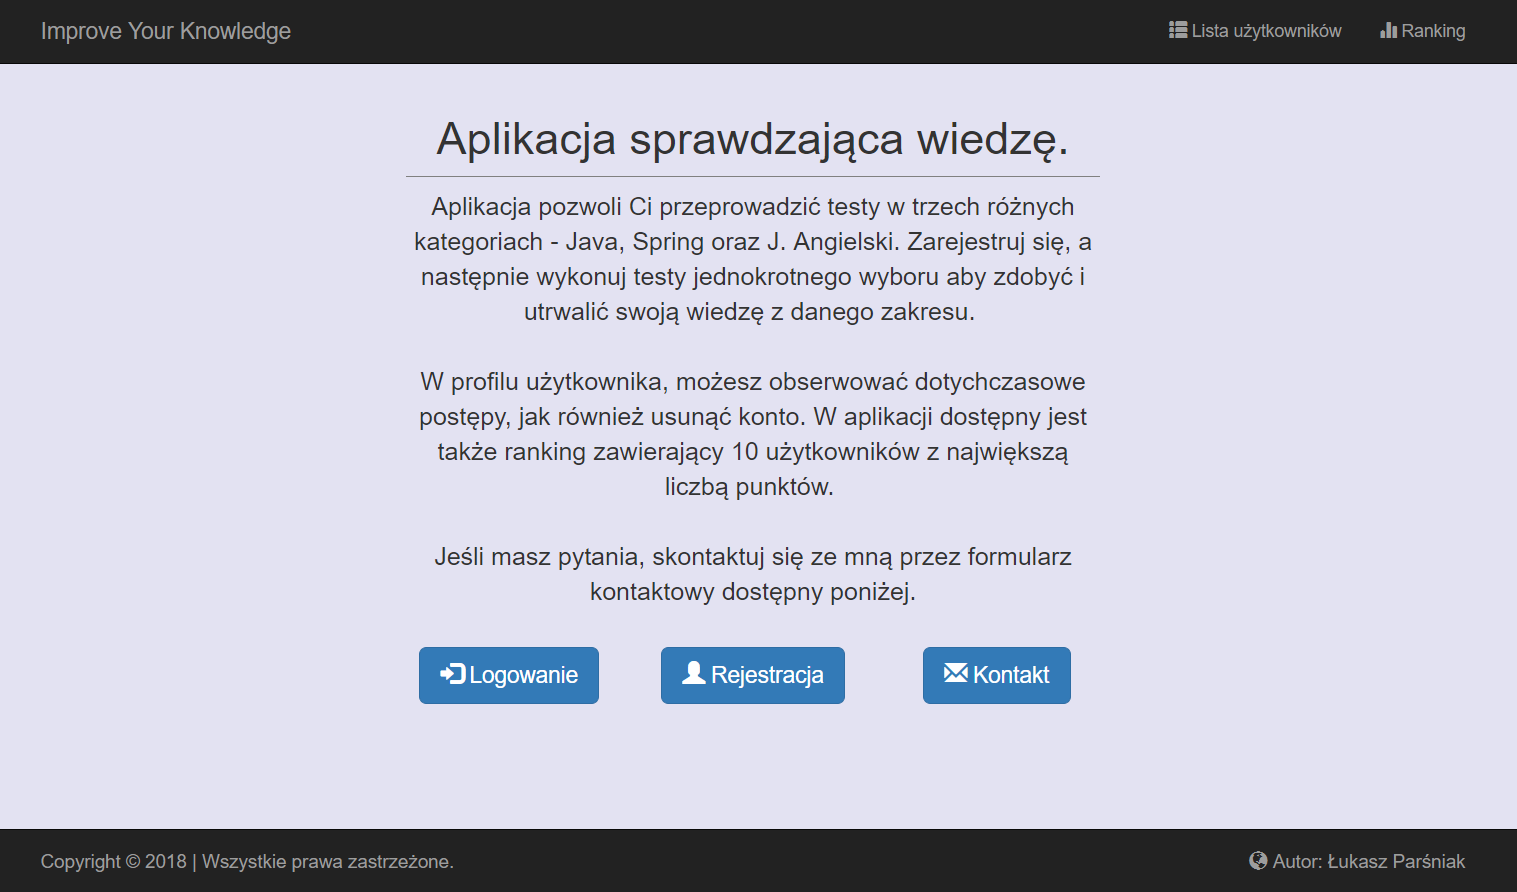 Improve Your Knowledge
Lista użytkowników
Ranking
Aplikacja sprawdzająca wiedzę.
Aplikacja pozwoli Ci przeprowadzić testy w trzech różnych
kategoriach - Java, Spring oraz J. Angielski. Zarejestruj się, a
następnie wykonuj testy jednokrotnego wyboru aby zdobyć i
utrwalić swoją wiedzę z danego zakresu.
W profilu użytkownika, możesz obserwować dotychczasowe
postępy, jak również usunąć konto. W aplikacji dostępny jest
także ranking zawierający 10 użytkowników z największą
liczbą punktów.
Jeśli masz pytania, skontaktuj się ze mną przez formularz
kontaktowy dostępny poniżej.
Logowanie
Rejestracja
Kontakt
Copyright © 2018 | Wszystkie prawa zastrzeżone.
Autor: Łukasz Parśniak